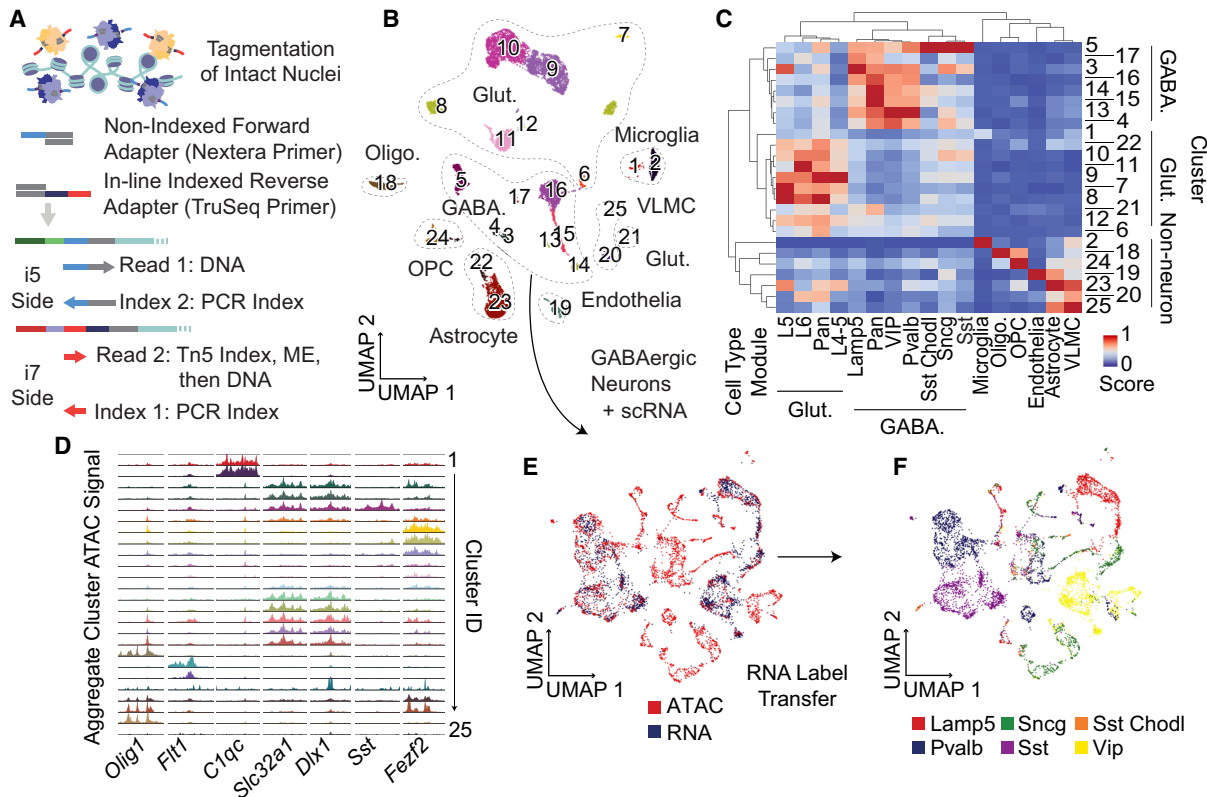 A
Tagmentation
of Intact Nuclei
Non-Indexed Forward
Adapter (Nextera Primer)
In-line Indexed Reverse
Adapter (TruSeq Primer)
i5
Side
Read 1: DNA
Index 2: PCR Index
i7
Side
Read 2: Tn5 Index, ME,
then DNA
Index 1: PCR Index
B
10
9
7
8
Glut.
12
11
Microglia
1
2
Oligo.
18
5
17
16
6
VLMC
GABA.
4
3
13
15
14
25
21
20
Glut.
24
OPC
22
23
19
Endothelia
Astrocyte
UMAP 2
UMAP 1
GABAergic
Neurons
+ scRNA
C
5
17
3
16
14
15
13
4
1
22
10
11
9
7
8
21
12
6
2
18
24
19
23
20
25
GABA.
Glut.
Non-neuron
Cluster
Cell Type
Module
L5
L6
Pan
L4-5
Lamp5
Pan
VIP
Pvalb
Sst Chodl
Sncg
Sst
Microglia
Oligo.
OPC
Endothelia
Astrocyte
VLMC
Glut.
GABA.
1
0
Score
D
Aggregate Cluster ATAC Signal
1
Cluster ID
25
Olig1
Flt1
C1qc
Slc32a1
Dlx1
Sst
Fezf2
E
UMAP 2
UMAP 1
ATAC
RNA
RNA Label
Transfer
F
UMAP 2
UMAP 1
Lamp5
Sncg
Sst Chodl
Pvalb
Sst
Vip